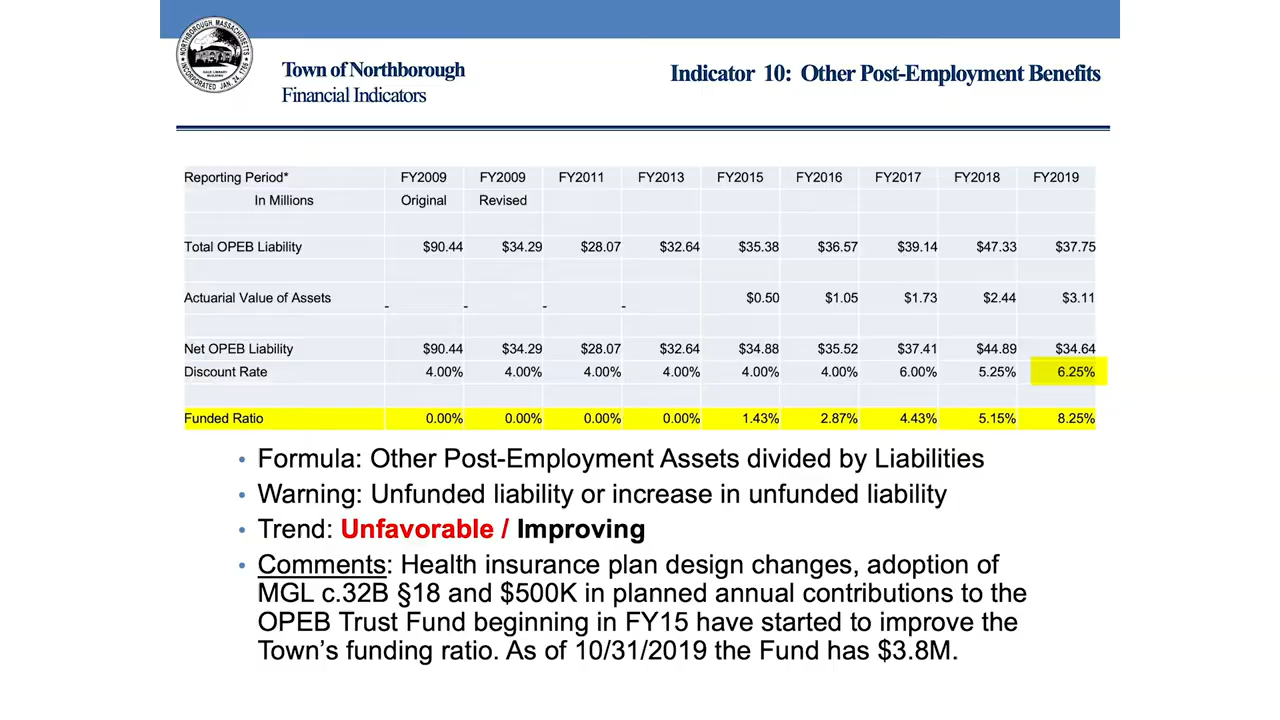 NORTHBOROUGH, MASSACHUSETTS
GALE LIBRARY
BUILDING
INCORPORATED JAN. 24, 1766
Town of Northborough
Financial Indicators
Indicator 10: Other Post-Employment Benefits
Reporting Period* FY2009 FY2009 FY2011 FY2013 FY2015 FY2016 FY2017 FY2018 FY2019
In Millions Original Revised
Total OPEB Liability $90.44 $34.29 $28.07 $32.64 $35.38 $36.57 $39.14 $47.33 $37.75
Actuarial Value of Assets - - - - $0.50 $1.05 $1.73 $2.44 $3.11
Net OPEB Liability $90.44 $34.29 $28.07 $32.64 $34.88 $35.52 $37.41 $44.89 $34.64
Discount Rate 4.00% 4.00% 4.00% 4.00% 4.00% 4.00% 6.00% 5.25% 6.25%
Funded Ratio 0.00% 0.00% 0.00% 0.00% 1.43% 2.87% 4.43% 5.15% 8.25%
• Formula: Other Post-Employment Assets divided by Liabilities
• Warning: Unfunded liability or increase in unfunded liability
• Trend: Unfavorable / Improving
• Comments: Health insurance plan design changes, adoption of
MGL c.32B §18 and $500K in planned annual contributions to the
OPEB Trust Fund beginning in FY15 have started to improve the
Town's funding ratio. As of 10/31/2019 the Fund has $3.8M.